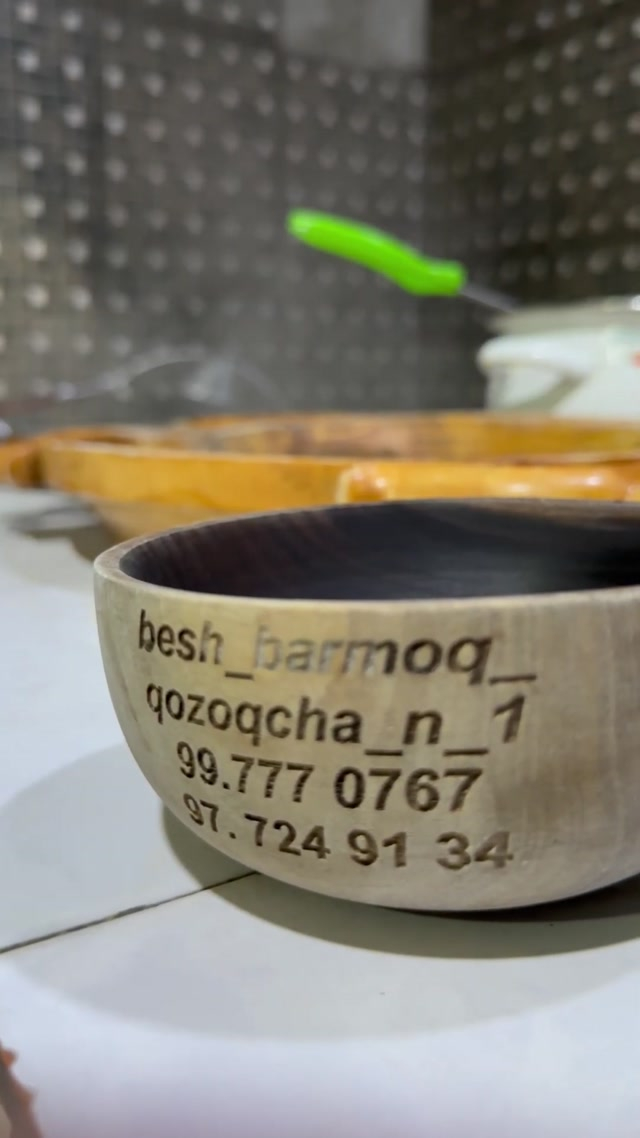 besh_barmoq_
qozoqcha_n_1
99.777 0767
97.724 91 34